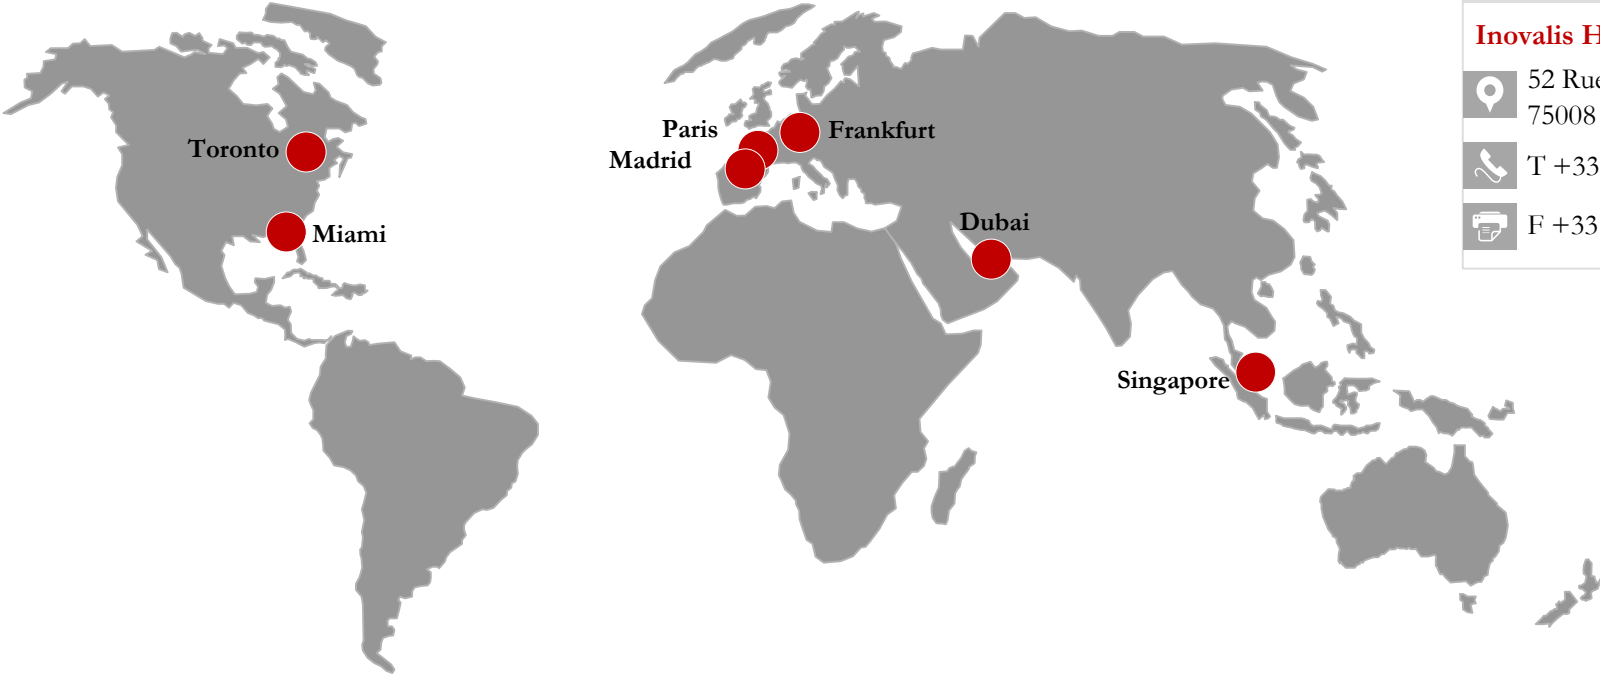 Inovalis H
52 Rue
75008
T +33
F +33
Paris
Frankfurt
Madrid
Toronto
Miami
Dubai
Singapore